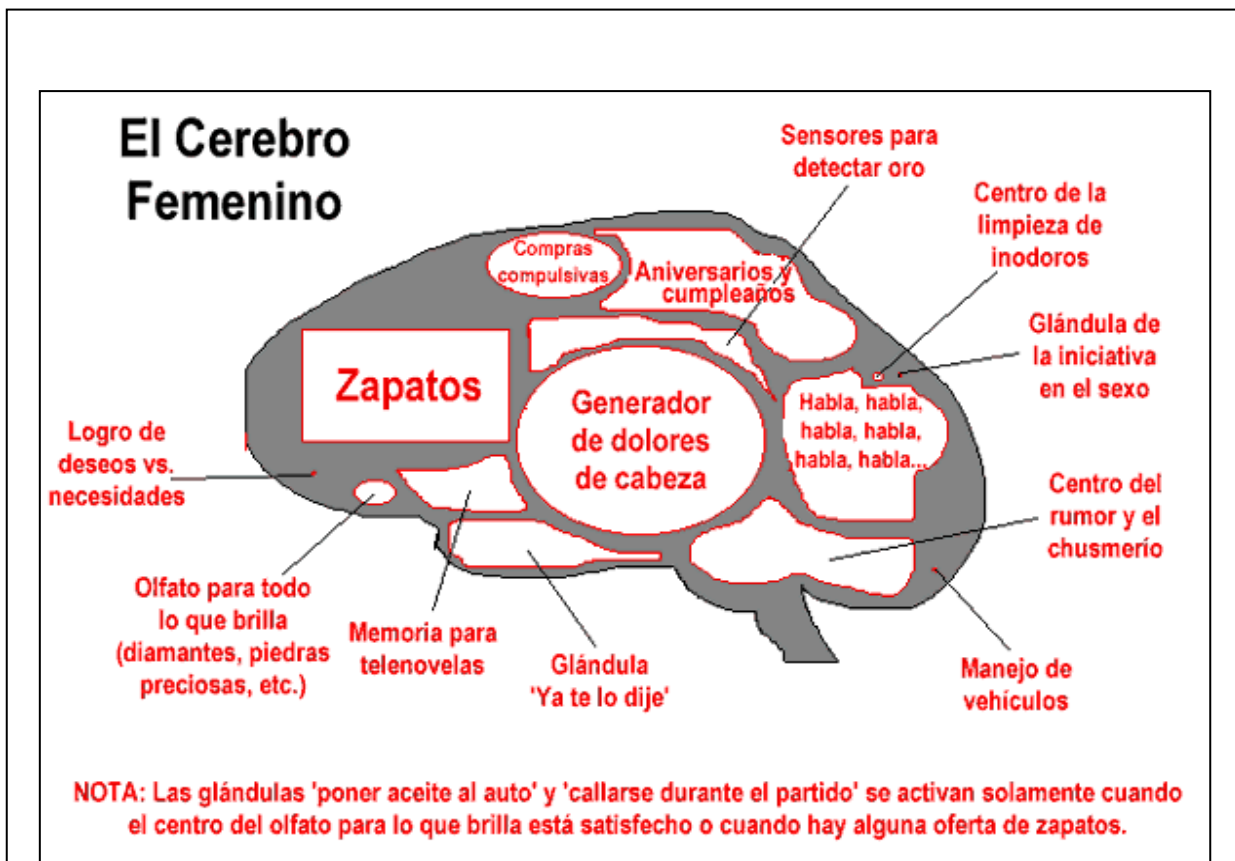 El Cerebro
Femenino
Sensores para
detectar oro
Centro de la
limpieza de
inodoros
Compras
compulsivas
Aniversarios y
cumpleaños
Glándula de
la iniciativa
en el sexo
Zapatos
Generador
de dolores
de cabeza
Habla, habla,
habla, habla,
habla, habla...
Logro de
deseos vs.
necesidades
Centro del
rumor y el
chusmerío
Olfato para todo
lo que brilla
(diamantes, piedras
preciosas, etc.)
Memoria para
telenovelas
Glándula
'Ya te lo dije'
Manejo de
vehículos
NOTA: Las glándulas 'poner aceite al auto' y 'callarse durante el partido' se activan solamente cuando
el centro del olfato para lo que brilla está satisfecho o cuando hay alguna oferta de zapatos.